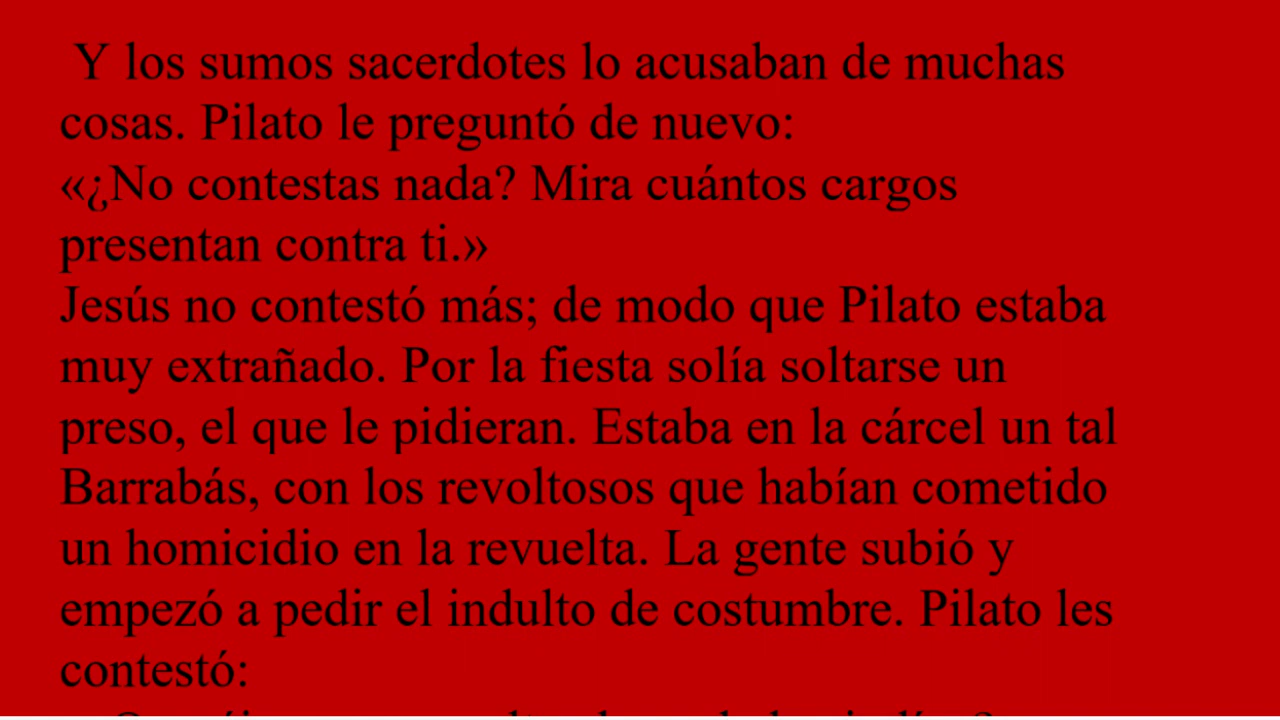 Y los sumos sacerdotes lo acusaban de muchas
cosas. Pilato le preguntó de nuevo:
«¿No contestas nada? Mira cuántos cargos
presentan contra ti.»
Jesús no contestó más; de modo que Pilato estaba
muy extrañado. Por la fiesta solía soltarse un
preso, el que le pidieran. Estaba en la cárcel un tal
Barrabás, con los revoltosos que habían cometido
un homicidio en la revuelta. La gente subió y
empezó a pedir el indulto de costumbre. Pilato les
contestó: